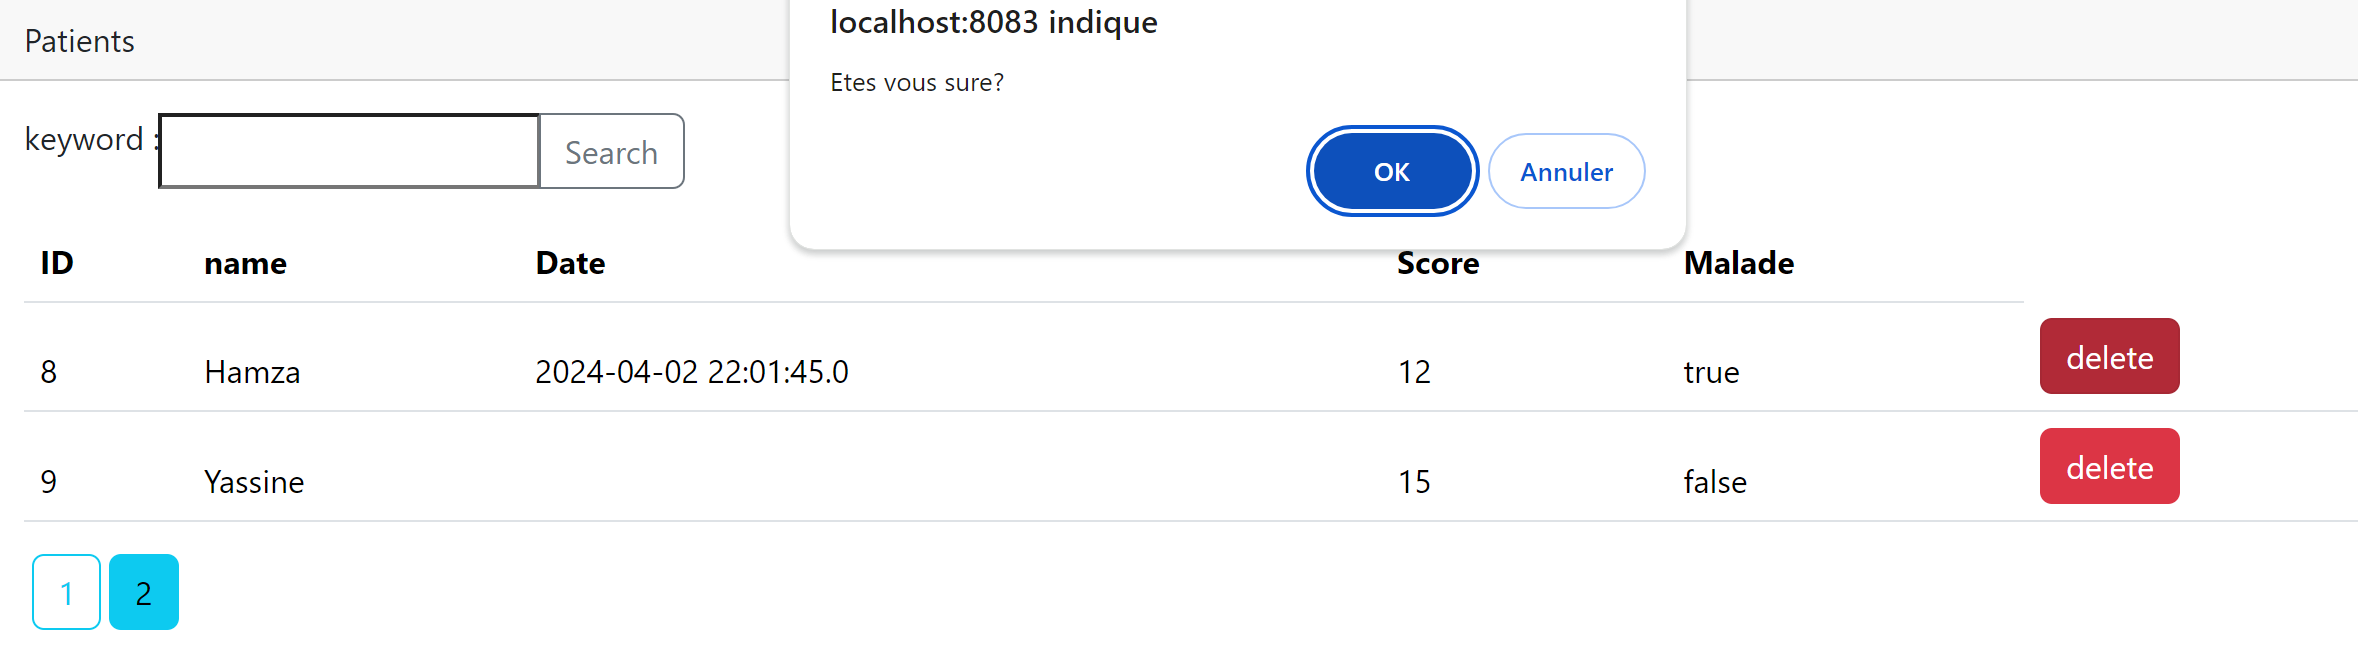 Patients
localhost:8083 indique
Etes vous sure?
OK Annuler
keyword : Search
ID name Date Score Malade
8 Hamza 2024-04-02 22:01:45.0 12 true delete
9 Yassine 15 false delete
1 2